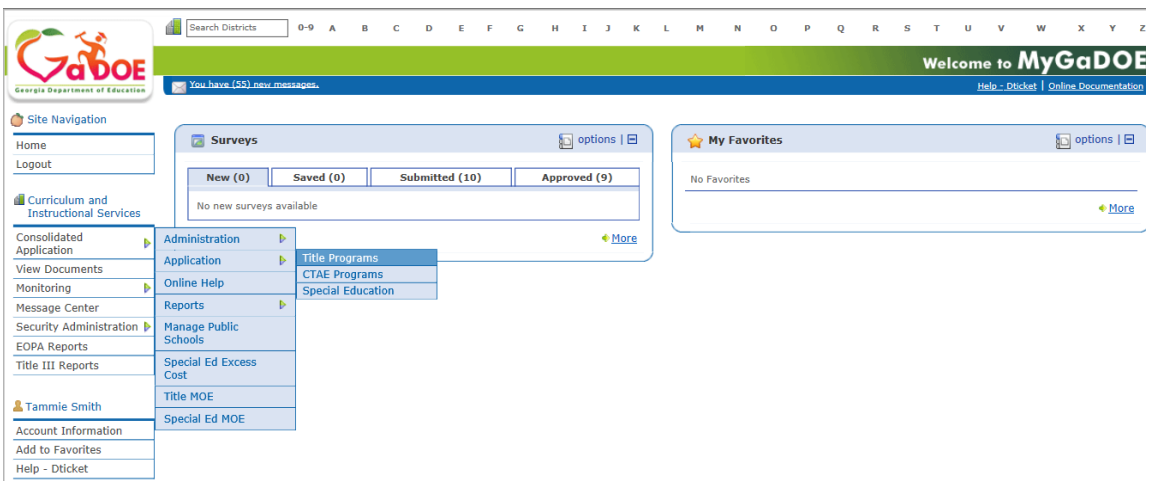 Search Districts 0-9 A B C D E F G H I J K L M N O P Q R S T U V W X Y Z
GaDOE
Georgia Department of Education
Welcome to MyGaDOE
You have (55) new messages.
Help - Dticket | Online Documentation
Site Navigation
Home
Logout
Curriculum and
Instructional Services
Consolidated
Application
View Documents
Monitoring
Message Center
Security Administration
EOPA Reports
Title III Reports
Tammie Smith
Account Information
Add to Favorites
Help - Dticket
Administration
Application
Online Help
Reports
Manage Public
Schools
Special Ed Excess
Cost
Title MOE
Special Ed MOE
Title Programs
CTAE Programs
Special Education
Surveys options |
New (0) Saved (0) Submitted (10) Approved (9)
No new surveys available
More
My Favorites options |
No Favorites
More